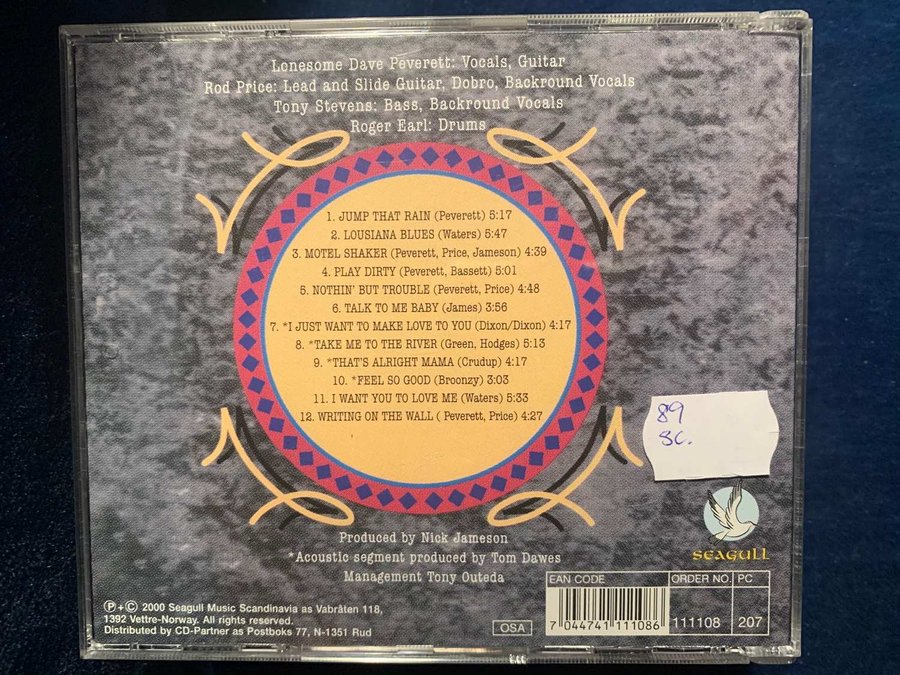 Lonesome Dave Peverett: Vocals, Guitar
Rod Price: Lead and Slide Guitar, Dobro, Backround Vocals
Tony Stevens: Bass, Backround Vocals
Roger Earl: Drums
1. JUMP THAT RAIN (Peverett) 5:17
2. LOUSIANA BLUES (Waters) 5:47
3. MOTEL SHAKER (Peverett, Price, Jameson) 4:39
4. PLAY DIRTY (Peverett, Bassett) 5:01
5. NOTHIN' BUT TROUBLE (Peverett, Price) 4:48
6. TALK TO ME BABY (James) 3:56
7. *I JUST WANT TO MAKE LOVE TO YOU (Dixon/Dixon) 4:17
8. *TAKE ME TO THE RIVER (Green, Hodges) 5:13
9. *THAT'S ALRIGHT MAMA (Crudup) 4:17
10. *FEEL SO GOOD (Broonzy) 3:03
11. I WANT YOU TO LOVE ME (Waters) 5:33
12. WRITING ON THE WALL ( Peverett, Price) 4:27
89
SC.
SEAGULL
Produced by Nick Jameson
*Acoustic segment produced by Tom Dawes
Management Tony Outeda
℗+© 2000 Seagull Music Scandinavia as Vabråten 118,
1392 Vettre-Norway. All rights reserved.
Distributed by CD-Partner as Postboks 77, N-1351 Rud
OSA
EAN CODE
7 044741 111086
ORDER NO.
111108
PC
207